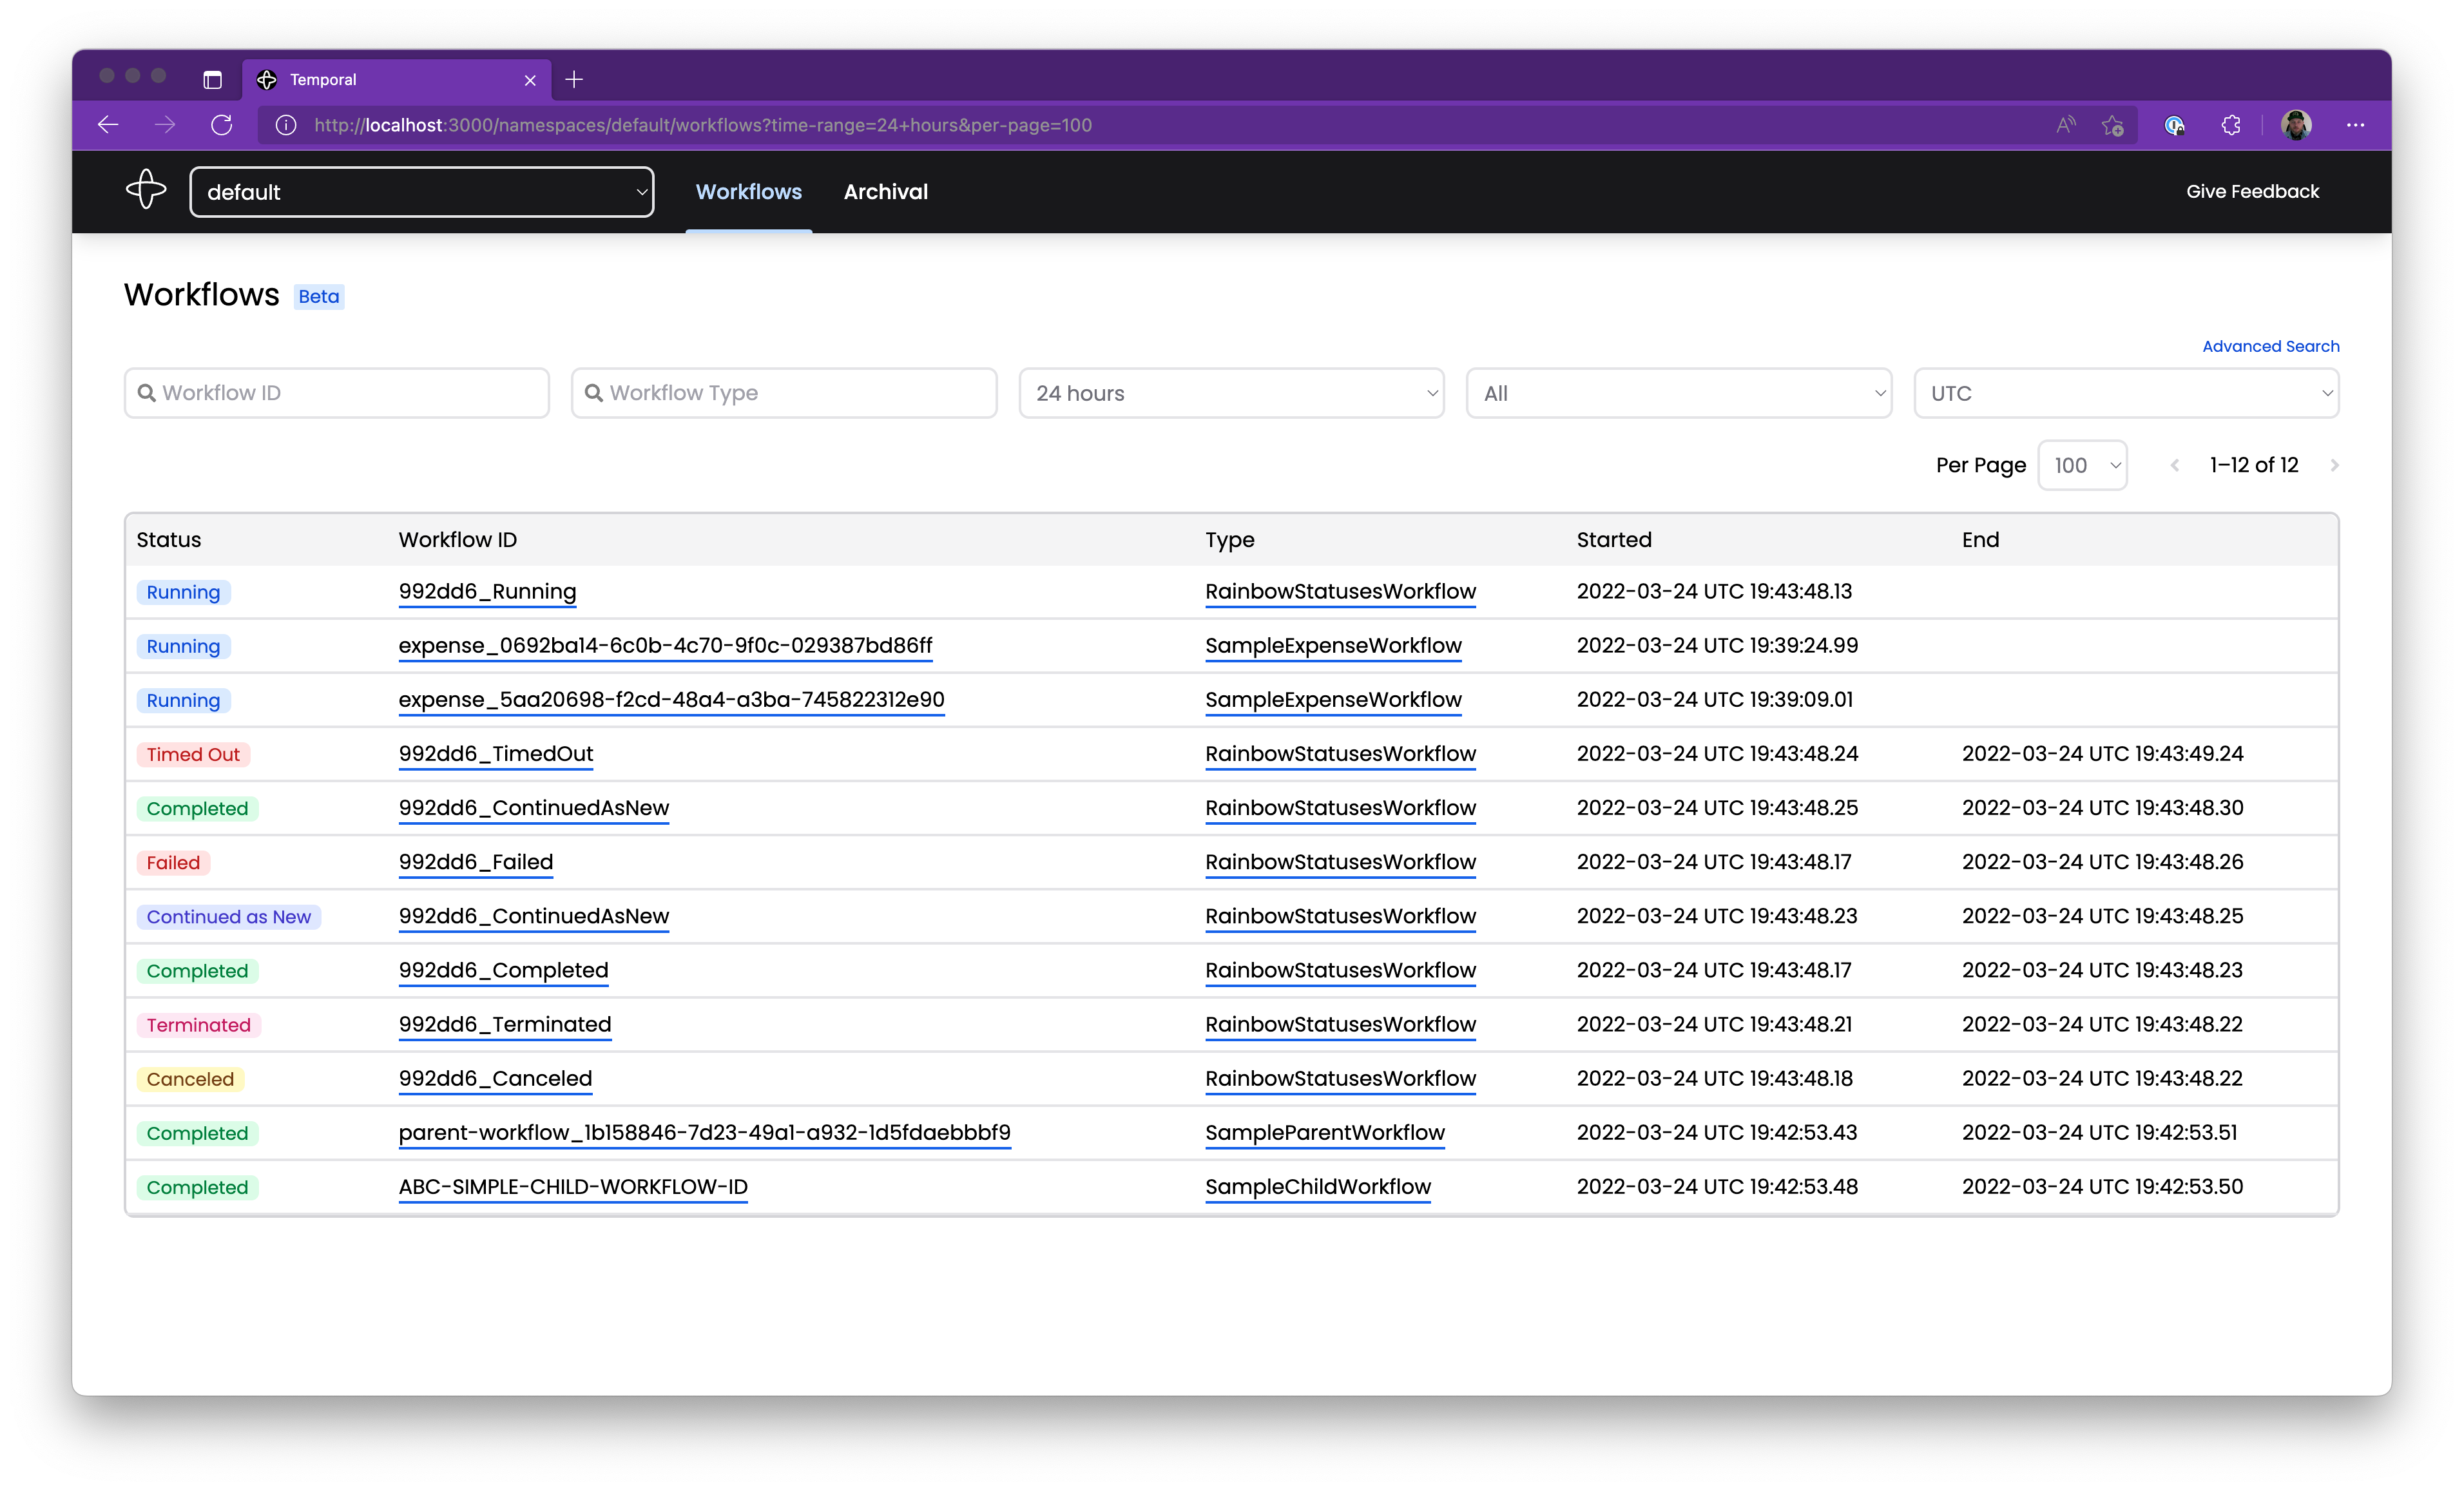 Temporal
http://localhost:3000/namespaces/default/workflows?time-range=24+hours&per-page=100
default Workflows Archival Give Feedback
Workflows Beta
Advanced Search
Workflow ID Workflow Type 24 hours All UTC
Per Page 100 1–12 of 12
Status Workflow ID Type Started End
Running 992dd6_Running RainbowStatusesWorkflow 2022-03-24 UTC 19:43:48.13
Running expense_0692ba14-6c0b-4c70-9f0c-029387bd86ff SampleExpenseWorkflow 2022-03-24 UTC 19:39:24.99
Running expense_5aa20698-f2cd-48a4-a3ba-745822312e90 SampleExpenseWorkflow 2022-03-24 UTC 19:39:09.01
Timed Out 992dd6_TimedOut RainbowStatusesWorkflow 2022-03-24 UTC 19:43:48.24 2022-03-24 UTC 19:43:49.24
Completed 992dd6_ContinuedAsNew RainbowStatusesWorkflow 2022-03-24 UTC 19:43:48.25 2022-03-24 UTC 19:43:48.30
Failed 992dd6_Failed RainbowStatusesWorkflow 2022-03-24 UTC 19:43:48.17 2022-03-24 UTC 19:43:48.26
Continued as New 992dd6_ContinuedAsNew RainbowStatusesWorkflow 2022-03-24 UTC 19:43:48.23 2022-03-24 UTC 19:43:48.25
Completed 992dd6_Completed RainbowStatusesWorkflow 2022-03-24 UTC 19:43:48.17 2022-03-24 UTC 19:43:48.23
Terminated 992dd6_Terminated RainbowStatusesWorkflow 2022-03-24 UTC 19:43:48.21 2022-03-24 UTC 19:43:48.22
Canceled 992dd6_Canceled RainbowStatusesWorkflow 2022-03-24 UTC 19:43:48.18 2022-03-24 UTC 19:43:48.22
Completed parent-workflow_1b158846-7d23-49a1-a932-1d5fdaebbbf9 SampleParentWorkflow 2022-03-24 UTC 19:42:53.43 2022-03-24 UTC 19:42:53.51
Completed ABC-SIMPLE-CHILD-WORKFLOW-ID SampleChildWorkflow 2022-03-24 UTC 19:42:53.48 2022-03-24 UTC 19:42:53.50